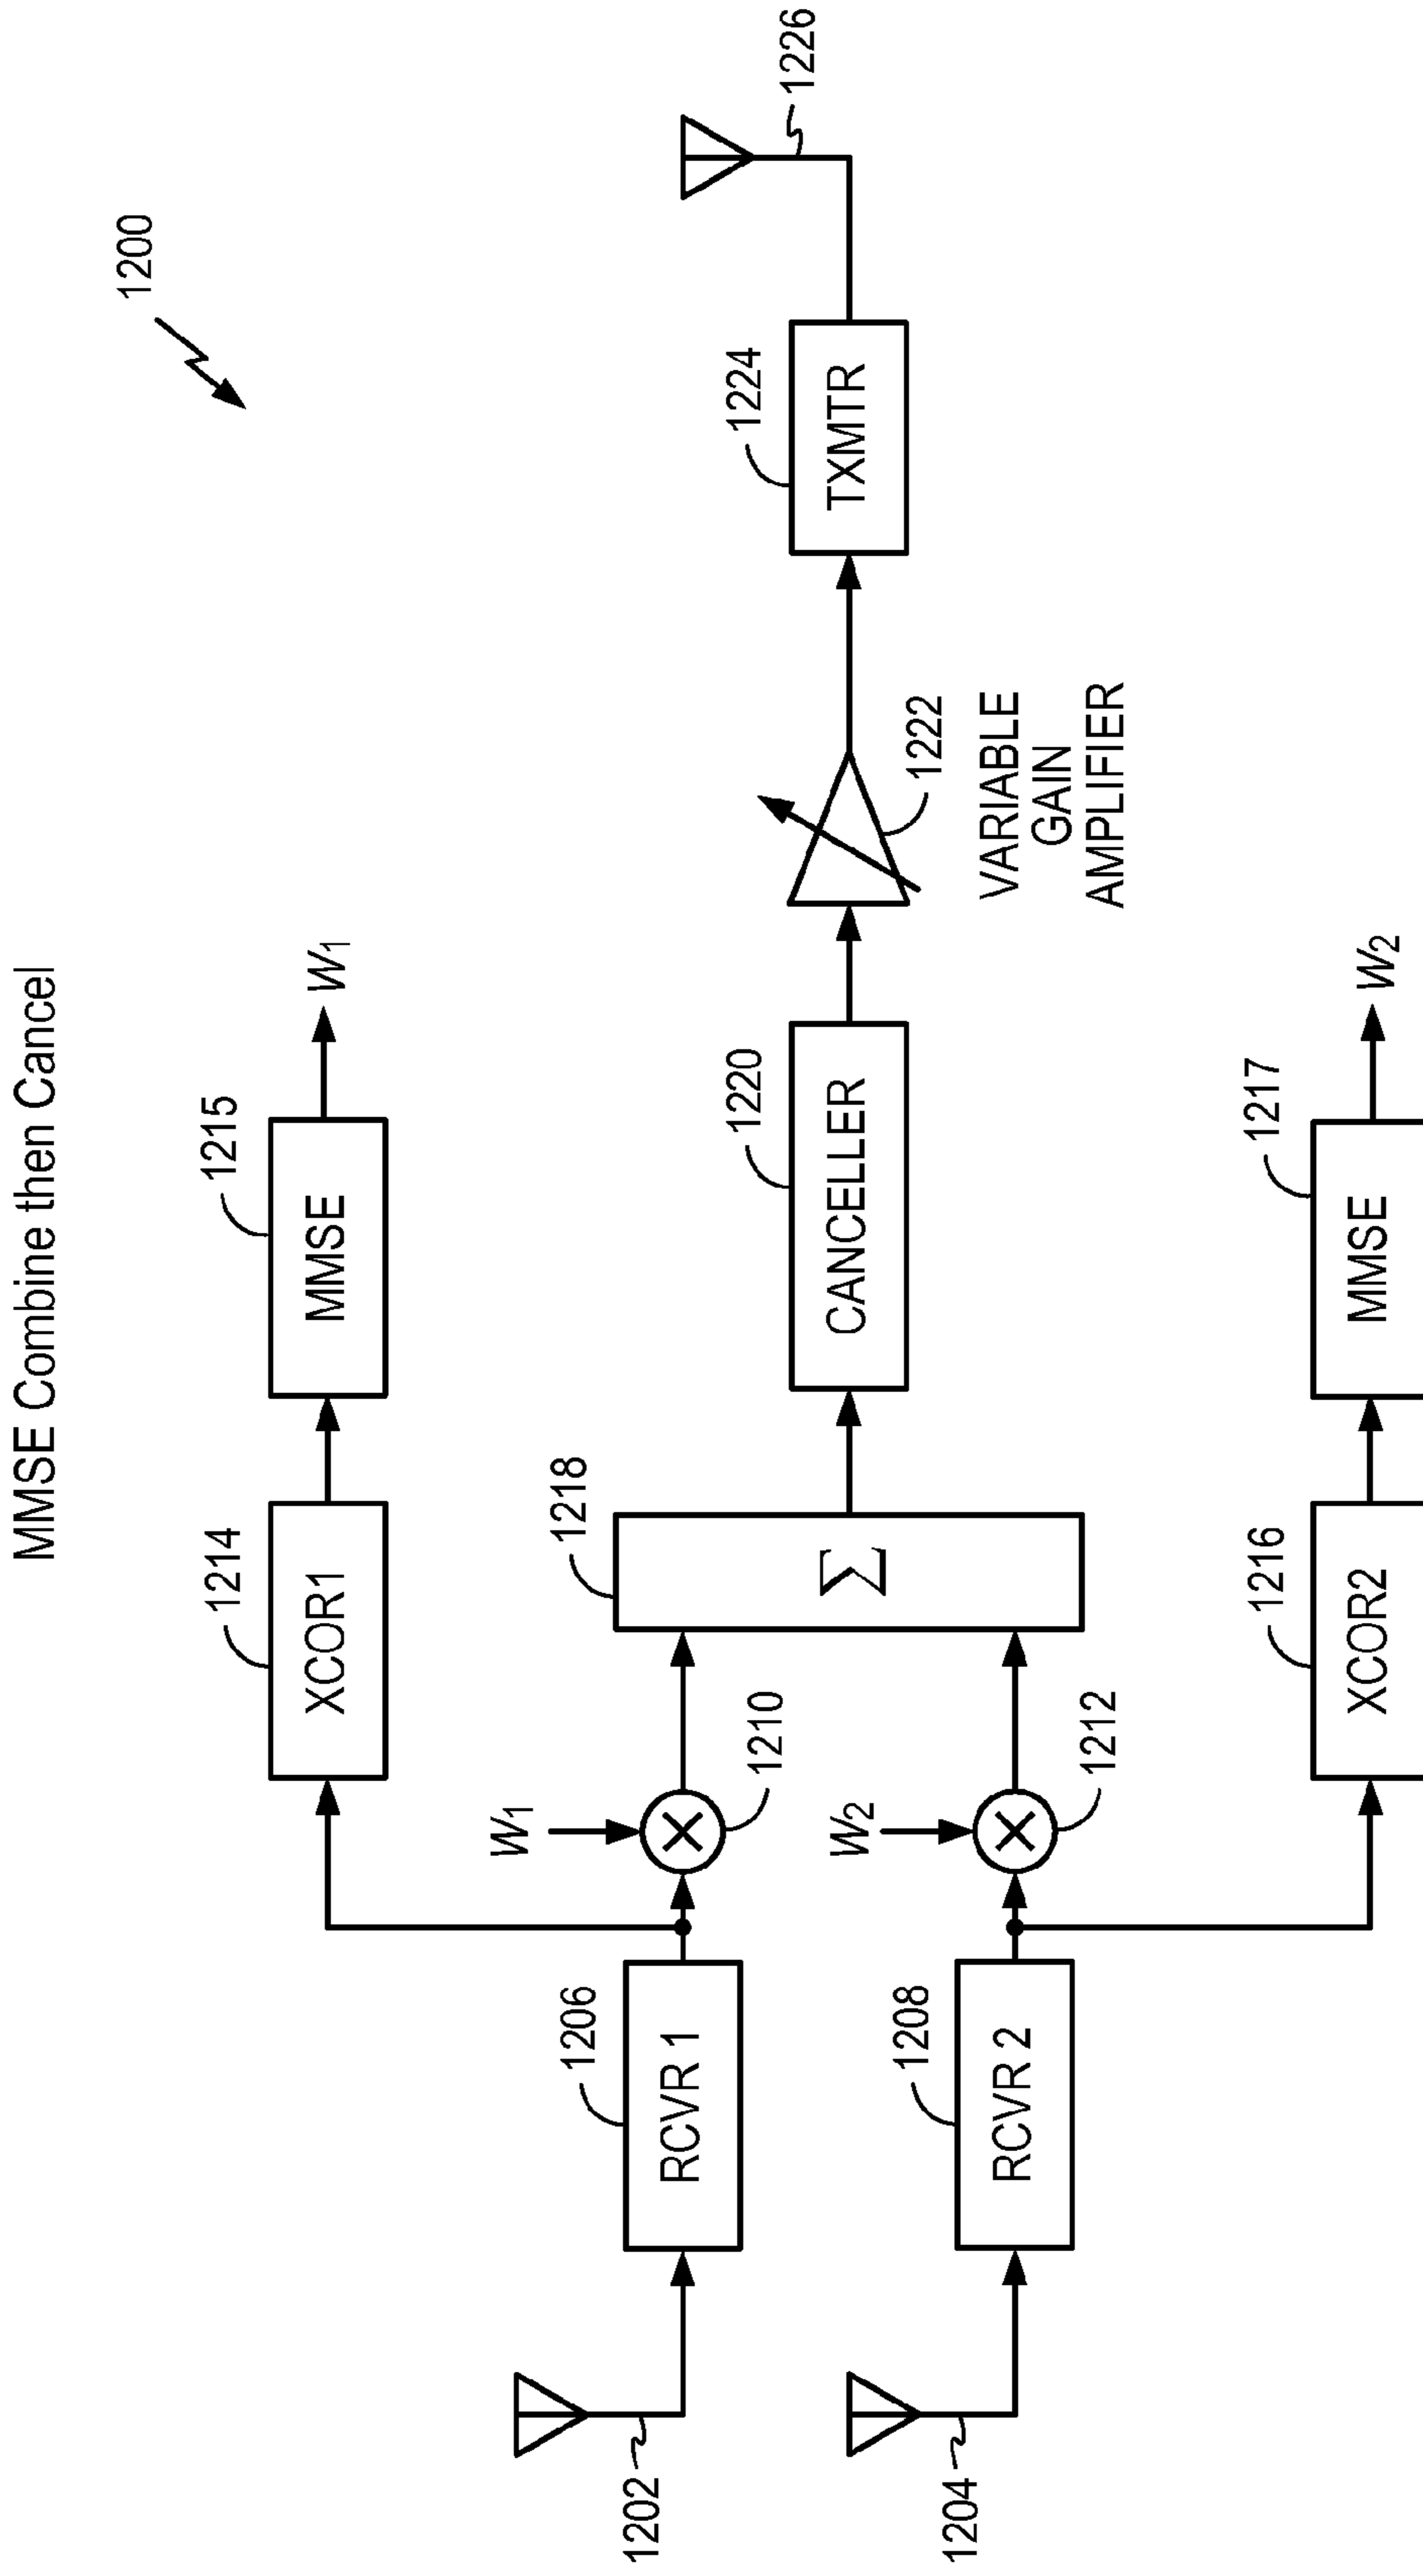 MMSE Combine then Cancel
1200
1214
XCOR1
1215
MMSE
W1
1202
1206
RCVR 1
W1
1210
1218
Σ
1220
CANCELLER
1222
VARIABLE
GAIN
AMPLIFIER
1224
TXMTR
1226
1204
1208
RCVR 2
W2
1212
1216
XCOR2
1217
MMSE
W2